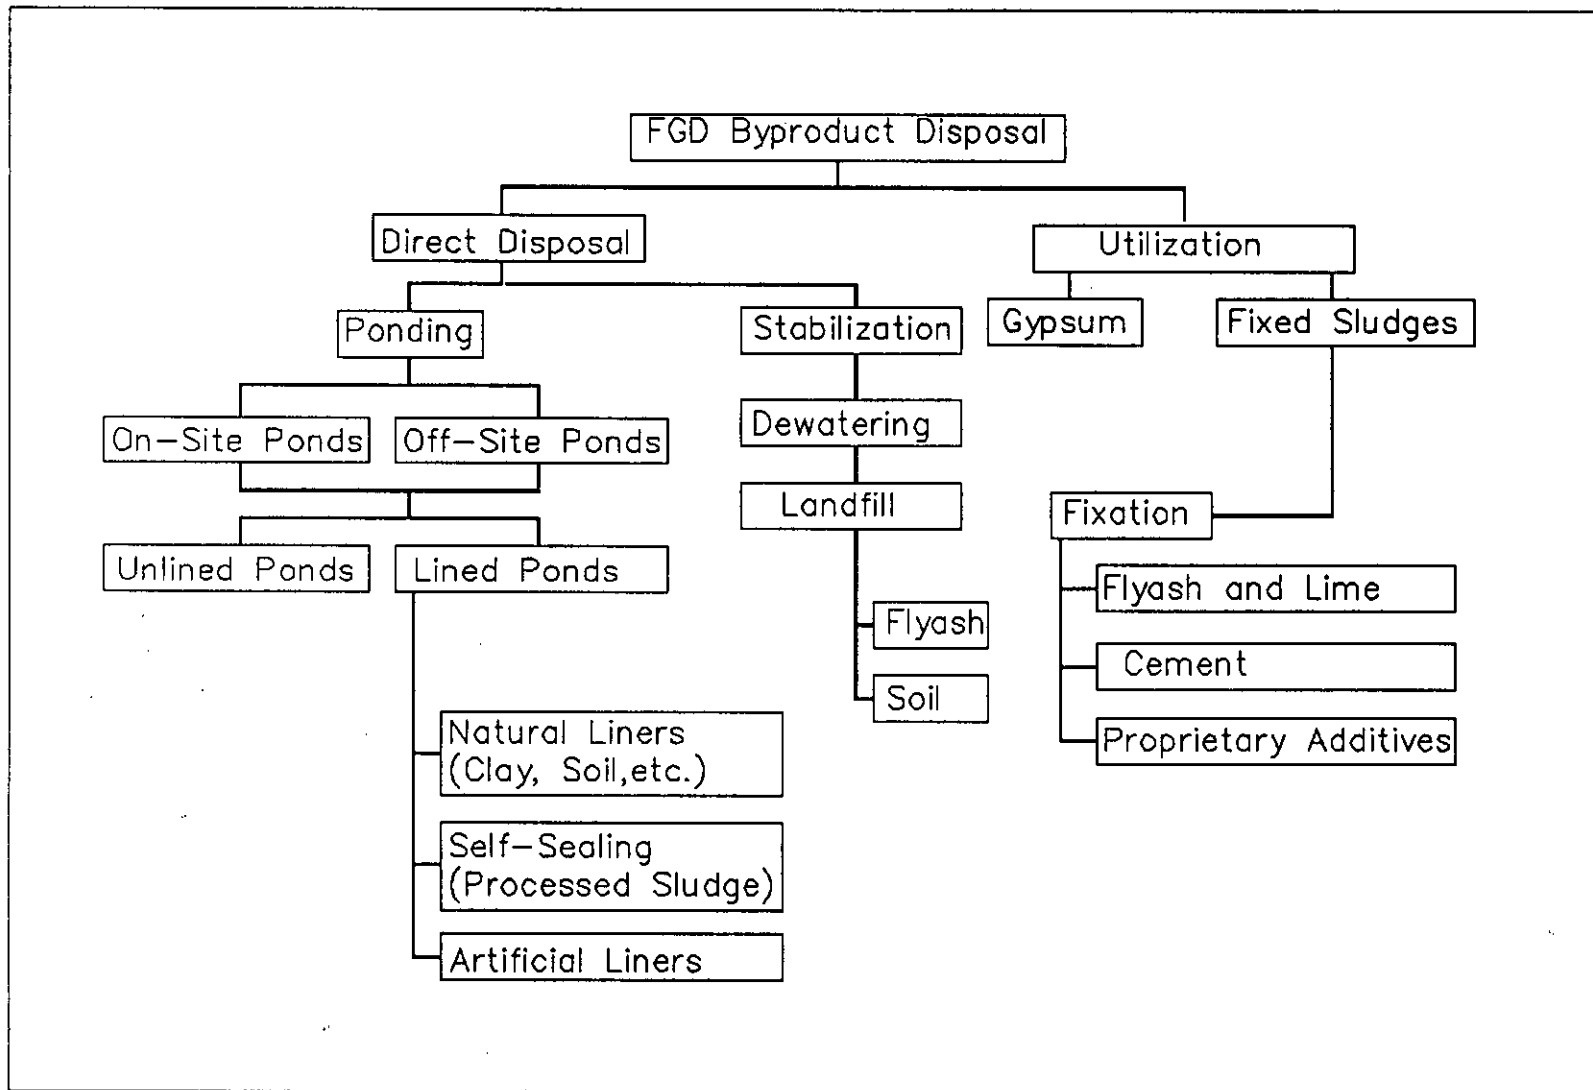 FGD Byproduct Disposal
Direct Disposal
Utilization
Ponding
Stabilization
Gypsum
Fixed Sludges
On-Site Ponds
Off-Site Ponds
Dewatering
Landfill
Fixation
Unlined Ponds
Lined Ponds
Flyash and Lime
Flyash
Cement
Soil
Natural Liners
(Clay, Soil,etc.)
Proprietary Additives
Self-Sealing
(Processed Sludge)
Artificial Liners